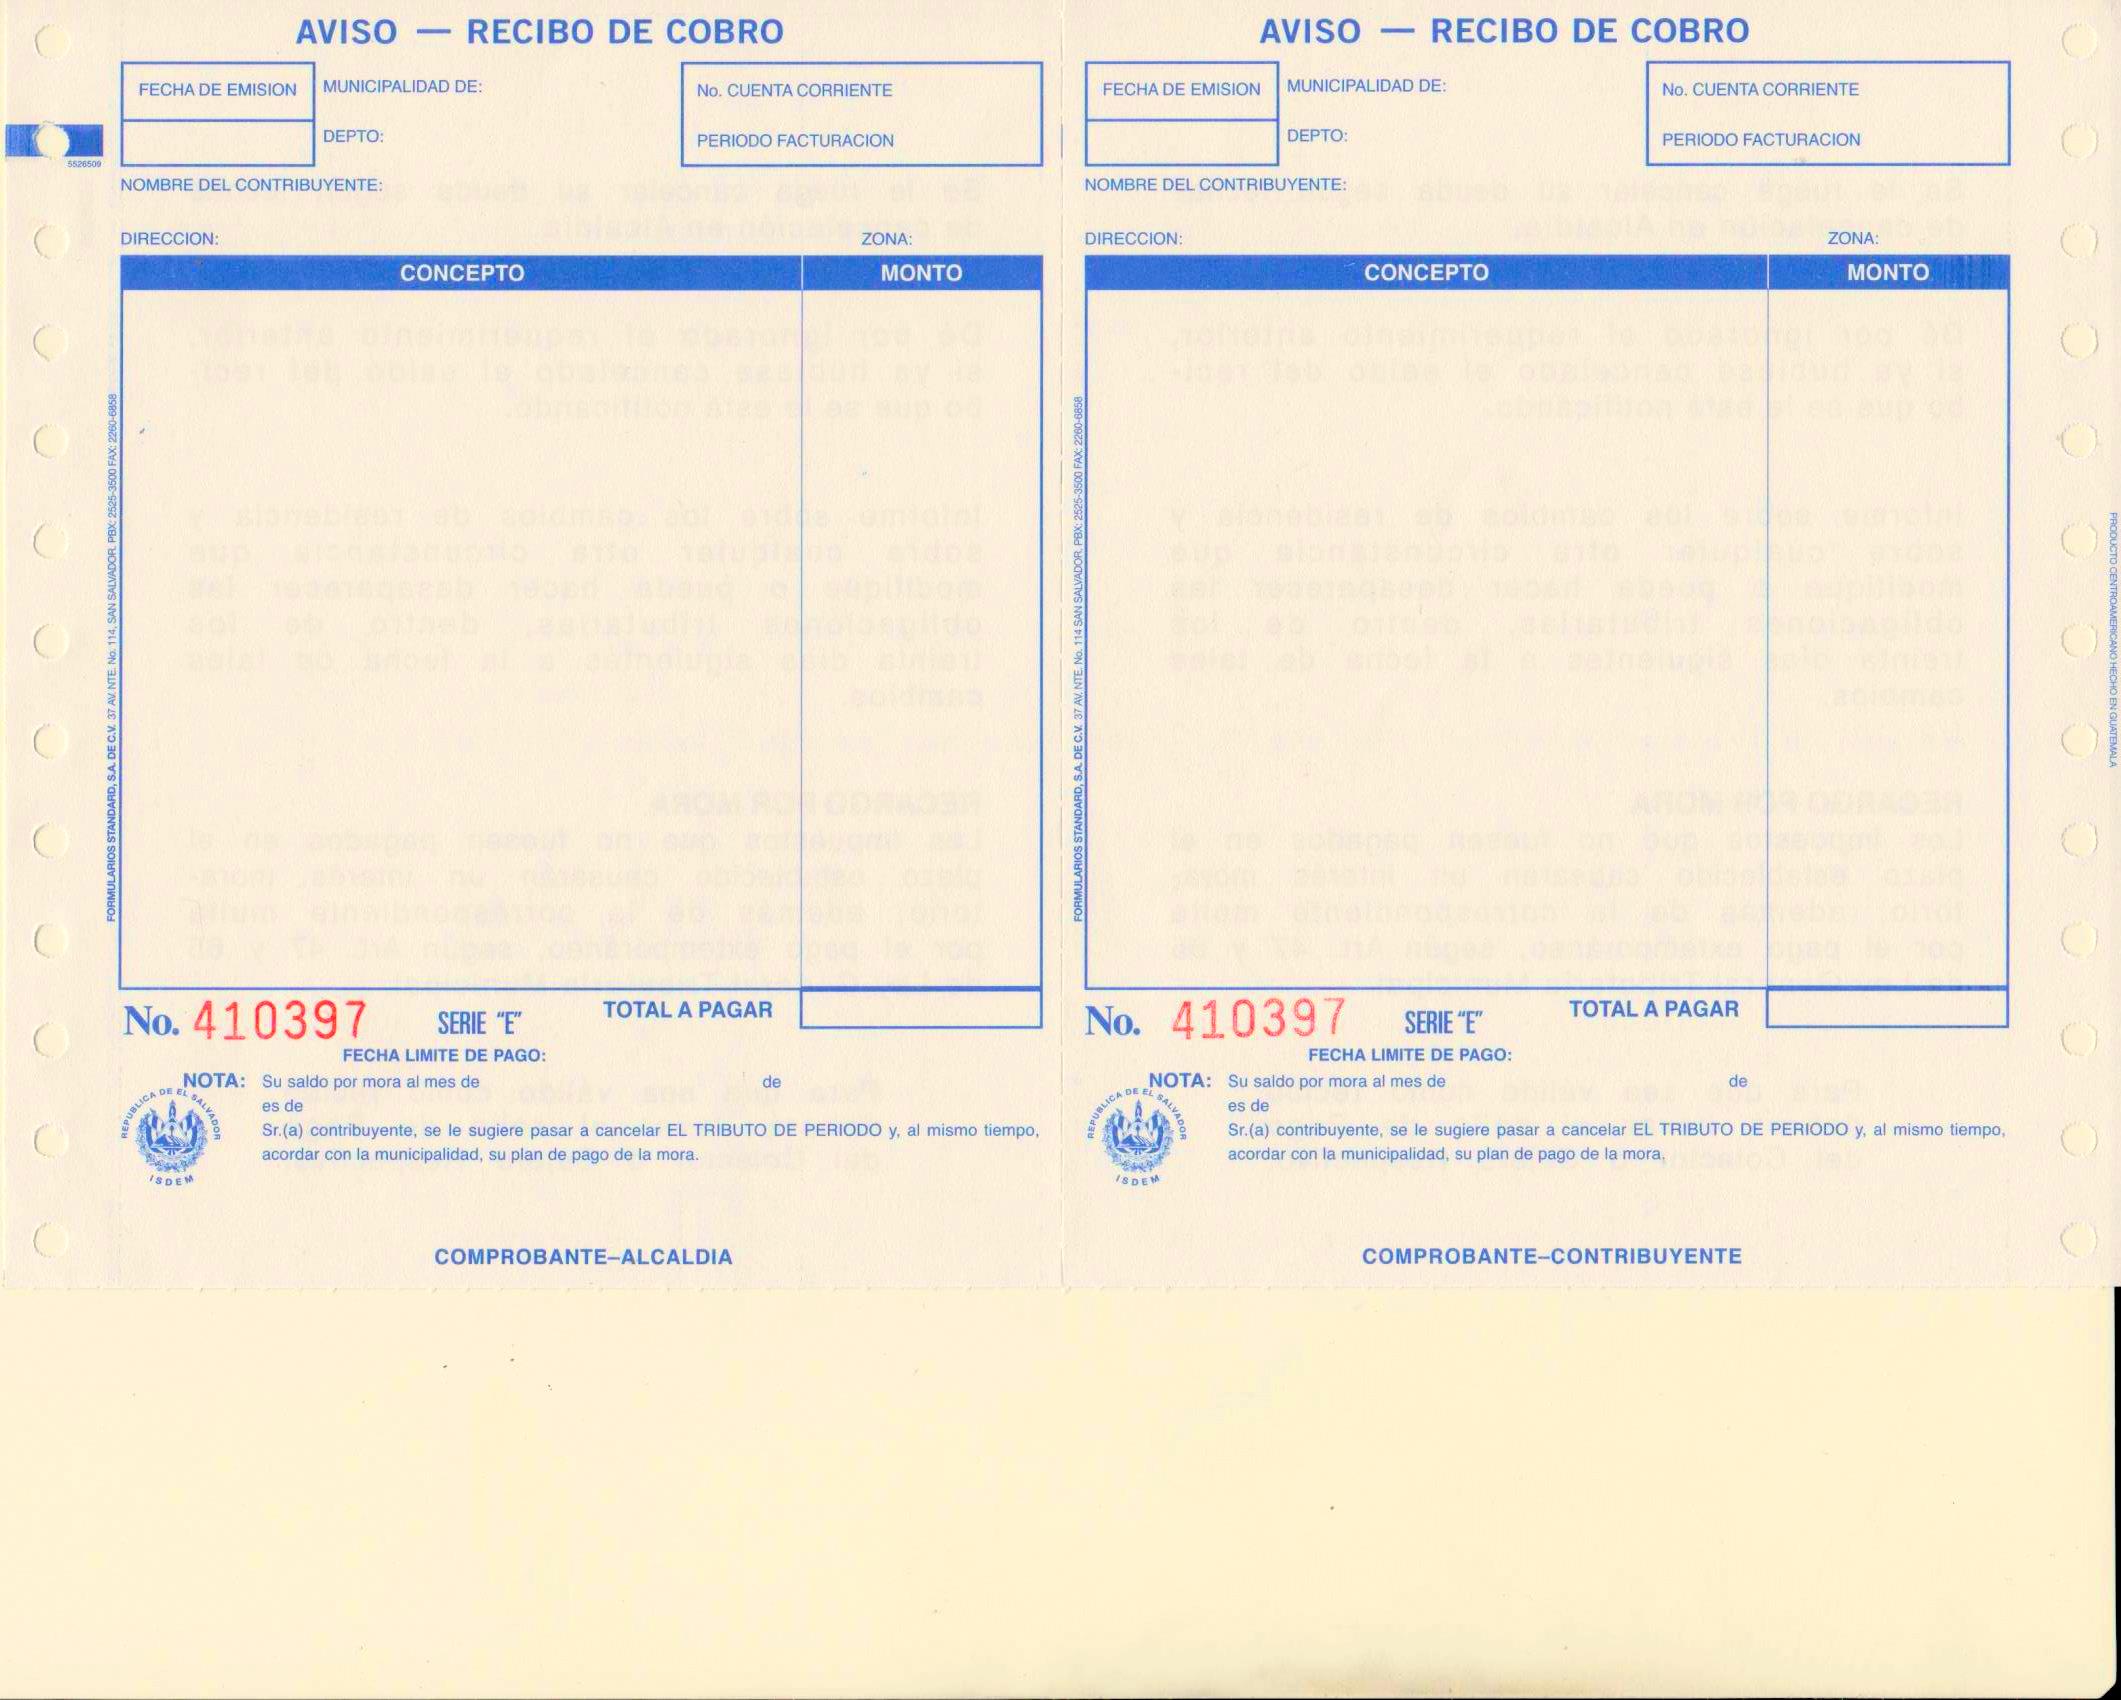 AVISO — RECIBO DE COBRO
FECHA DE EMISION
MUNICIPALIDAD DE:
DEPTO:
No. CUENTA CORRIENTE
PERIODO FACTURACION
5526509
NOMBRE DEL CONTRIBUYENTE:
DIRECCION:
ZONA:
CONCEPTO
MONTO
FORMULARIOS STANDARD, S.A. DE C.V. 37 AV. NTE. No. 114, SAN SALVADOR. PBX: 2525-3500 FAX: 2260-6858
No. 410397
SERIE "E"
TOTAL A PAGAR
FECHA LIMITE DE PAGO:
NOTA: Su saldo por mora al mes de de
es de
Sr.(a) contribuyente, se le sugiere pasar a cancelar EL TRIBUTO DE PERIODO y, al mismo tiempo,
acordar con la municipalidad, su plan de pago de la mora.
REPUBLICA DE EL SALVADOR
ISDEM
COMPROBANTE–ALCALDIA
AVISO — RECIBO DE COBRO
FECHA DE EMISION
MUNICIPALIDAD DE:
DEPTO:
No. CUENTA CORRIENTE
PERIODO FACTURACION
NOMBRE DEL CONTRIBUYENTE:
DIRECCION:
ZONA:
CONCEPTO
MONTO
FORMULARIOS STANDARD, S.A. DE C.V. 37 AV. NTE. No. 114 SAN SALVADOR. PBX: 2525-3500 FAX: 2260-6858
No. 410397
SERIE "E"
TOTAL A PAGAR
FECHA LIMITE DE PAGO:
NOTA: Su saldo por mora al mes de de
es de
Sr.(a) contribuyente, se le sugiere pasar a cancelar EL TRIBUTO DE PERIODO y, al mismo tiempo,
acordar con la municipalidad, su plan de pago de la mora.
REPUBLICA DE EL SALVADOR
ISDEM
COMPROBANTE–CONTRIBUYENTE
PRODUCTO CENTROAMERICANO HECHO EN GUATEMALA